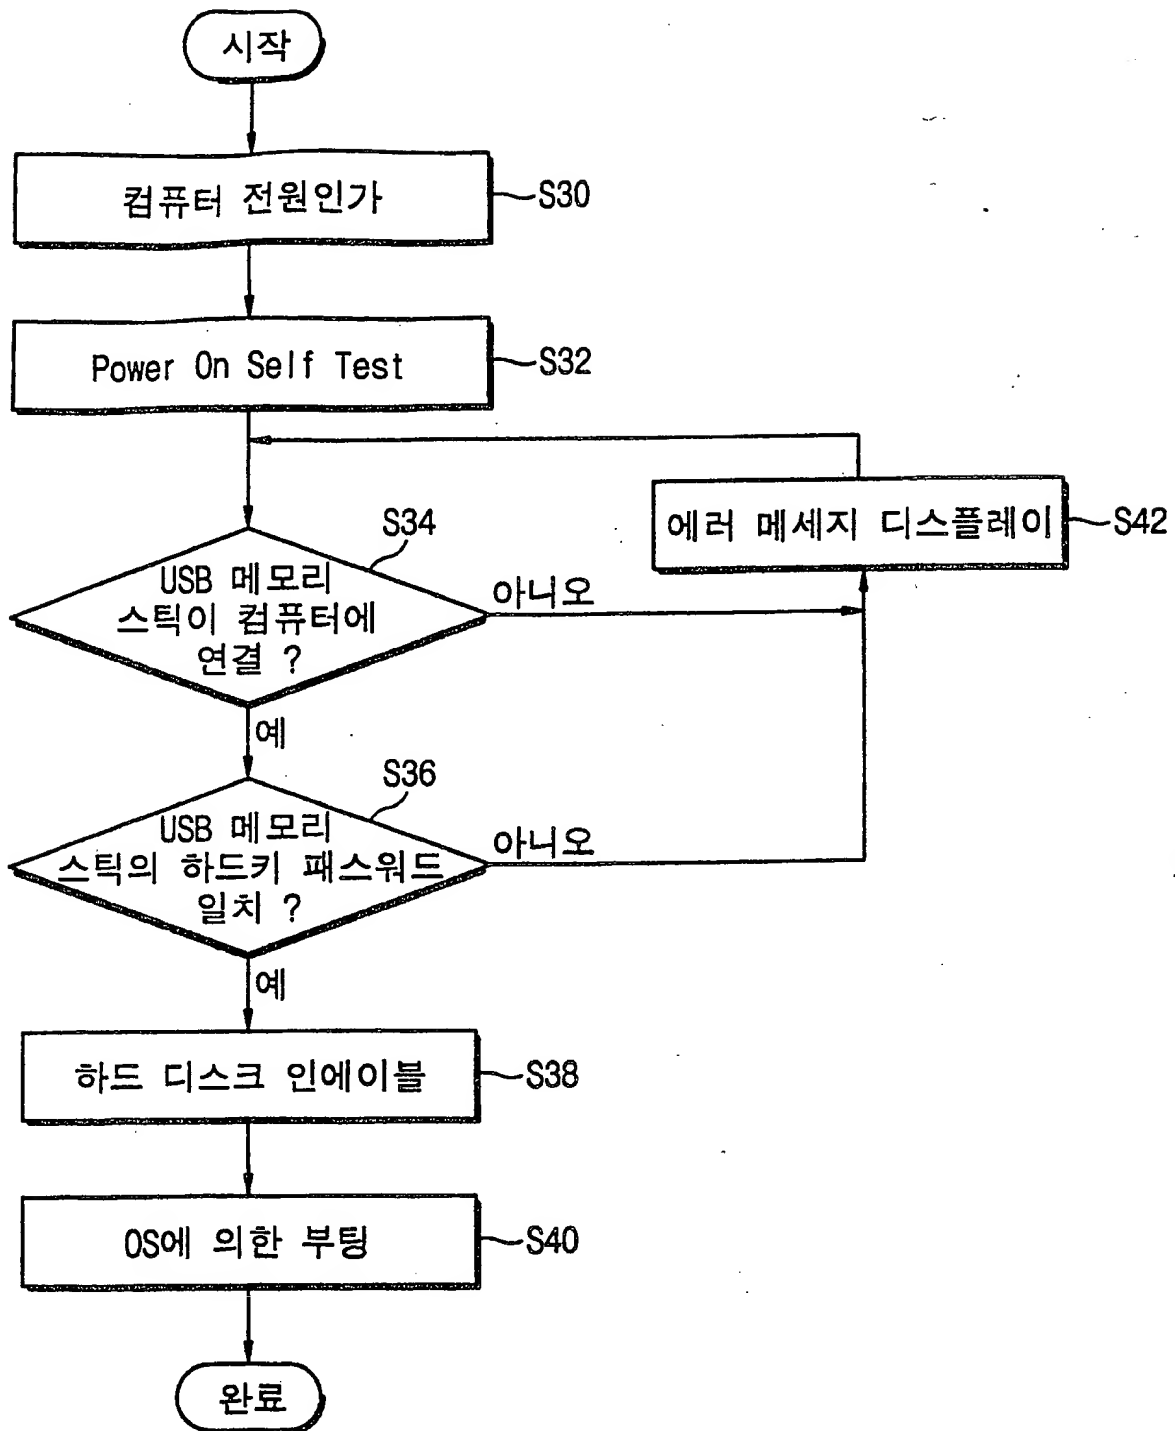 시작
컴퓨터 전원인가
S30
Power On Self Test
S32
에러 메세지 디스플레이
S42
S34
USB 메모리
스틱이 컴퓨터에
연결 ?
아니오
예
S36
USB 메모리
스틱의 하드키 패스워드
일치 ?
아니오
예
하드 디스크 인에이블
S38
OS에 의한 부팅
S40
완료